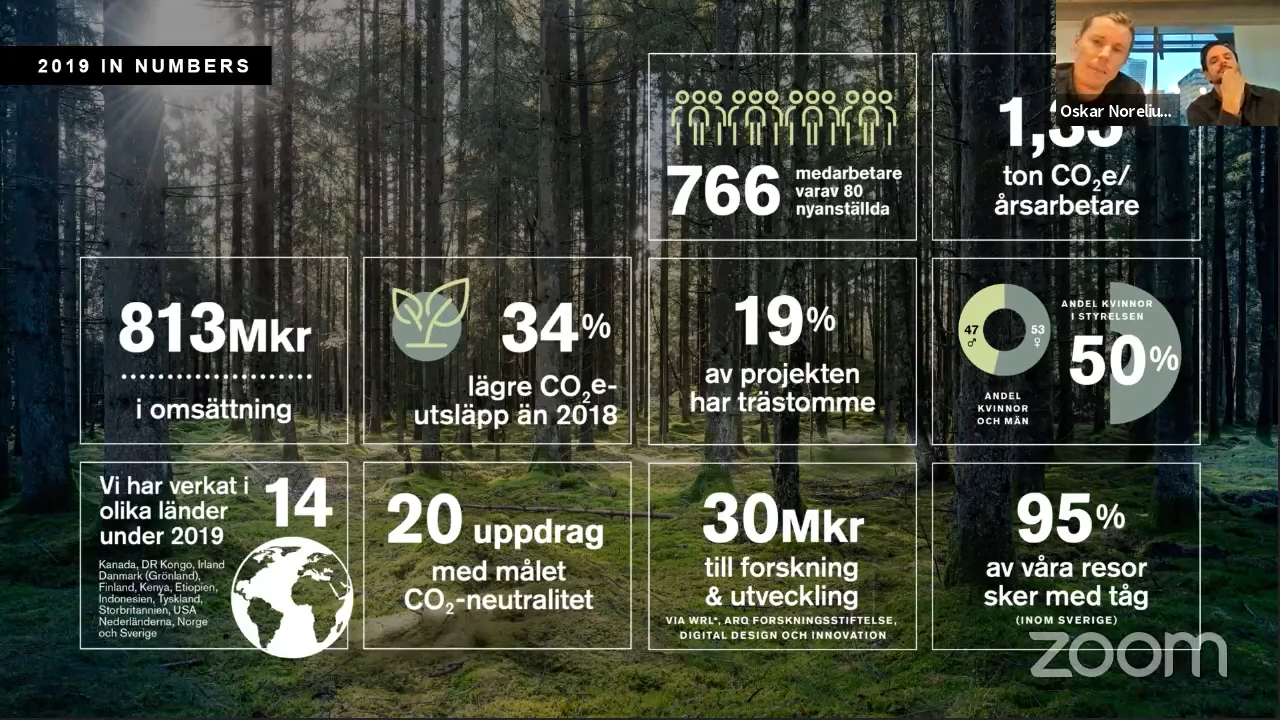 2019 IN NUMBERS
Oskar Noreliu...
766
medarbetare
varav 80
nyanställda
ton CO₂e/
årsarbetare
813Mkr
i omsättning
34%
lägre CO₂e-
utsläpp än 2018
19%
av projekten
har trästomme
47
♂
53
♀
ANDEL
KVINNOR
OCH MÄN
ANDEL KVINNOR
I STYRELSEN
50%
Vi har verkat i
olika länder
under 2019
14
Kanada, DR Kongo, Irland
Danmark (Grönland),
Finland, Kenya, Etiopien,
Indonesien, Tyskland,
Storbritannien, USA
Nederländerna, Norge
och Sverige
20 uppdrag
med målet
CO₂-neutralitet
30Mkr
till forskning
& utveckling
VIA WRL*, ARQ FORSKNINGSSTIFTELSE,
DIGITAL DESIGN OCH INNOVATION
95%
av våra resor
sker med tåg
(INOM SVERIGE)
zoom